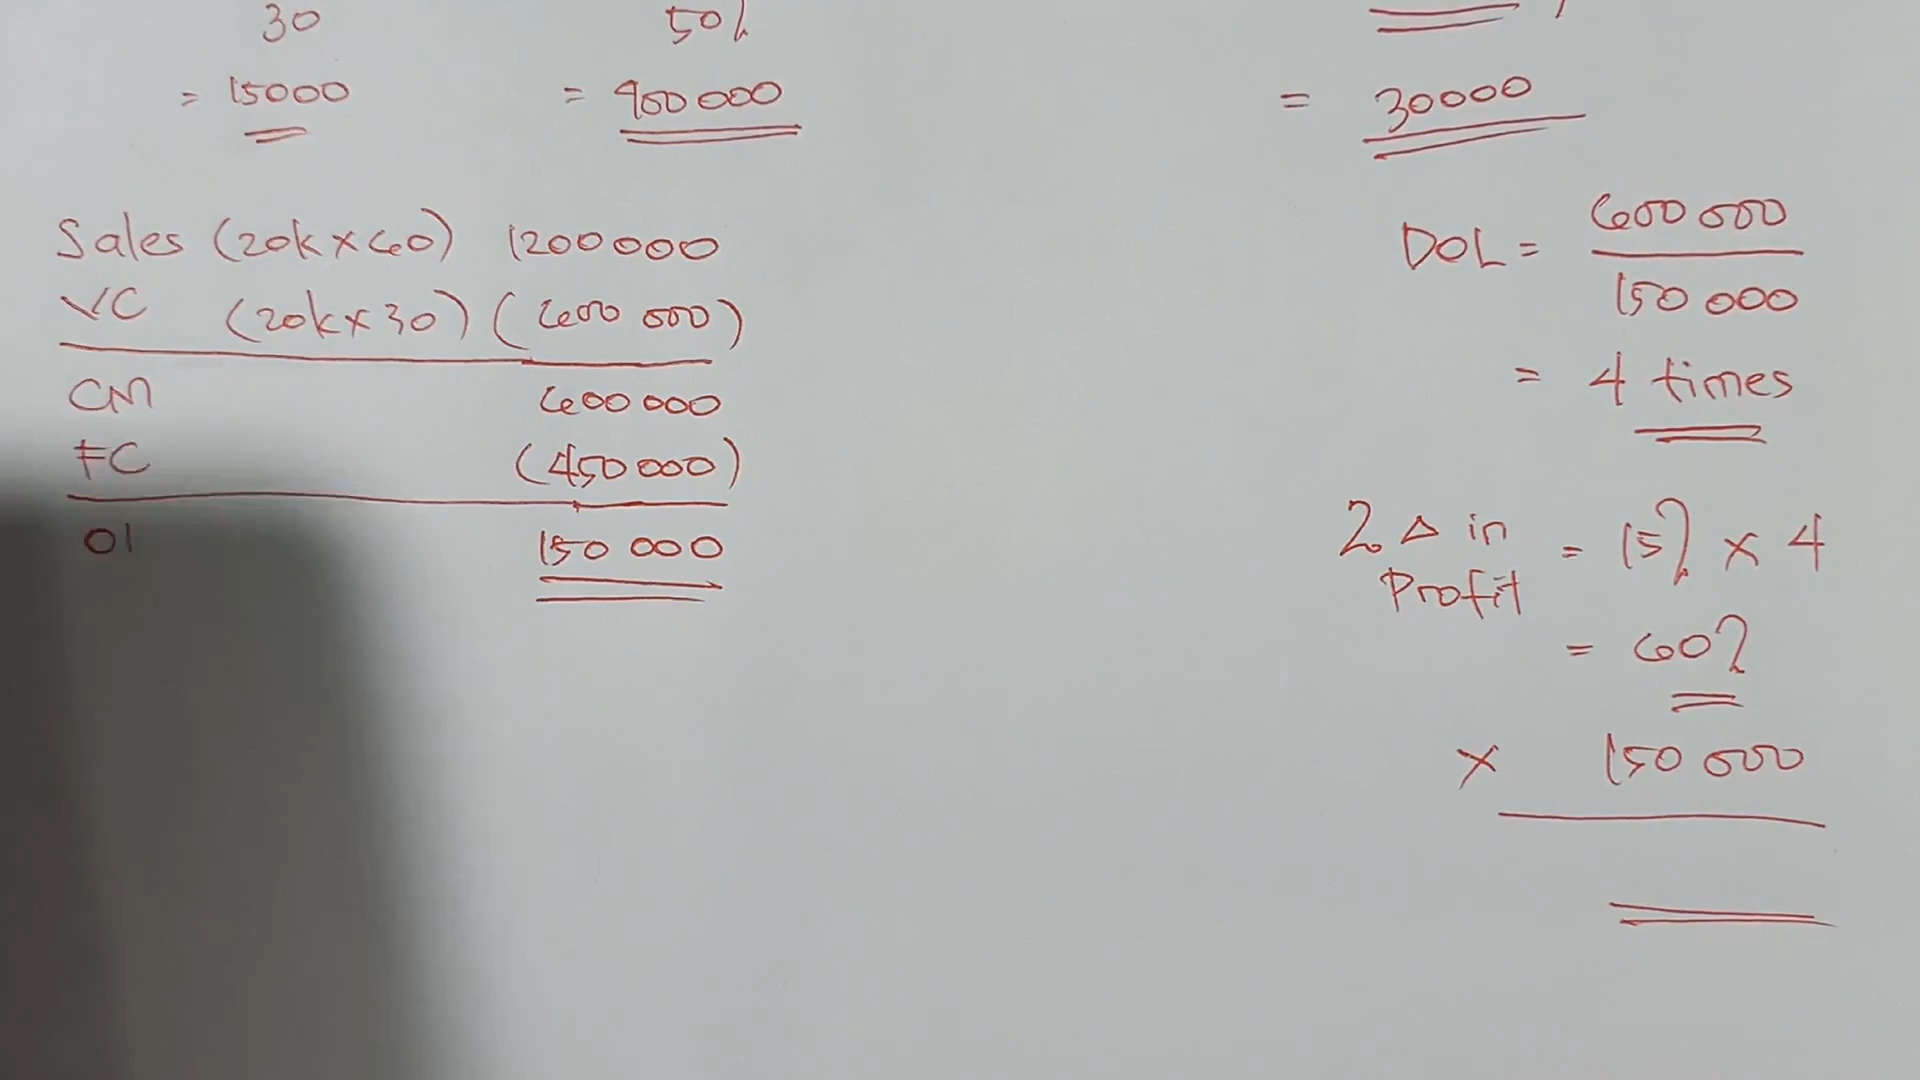 30
= 15000
50%
= 900000
Sales (20k x 60) 1200000
VC (20k x 30) (600 000)
CM 600 000
FC (450 000)
OI 150 000
= 30000
DOL = 600 000
150 000
= 4 times
% Δ in Profit = 15% x 4
= 60%
x 150 000